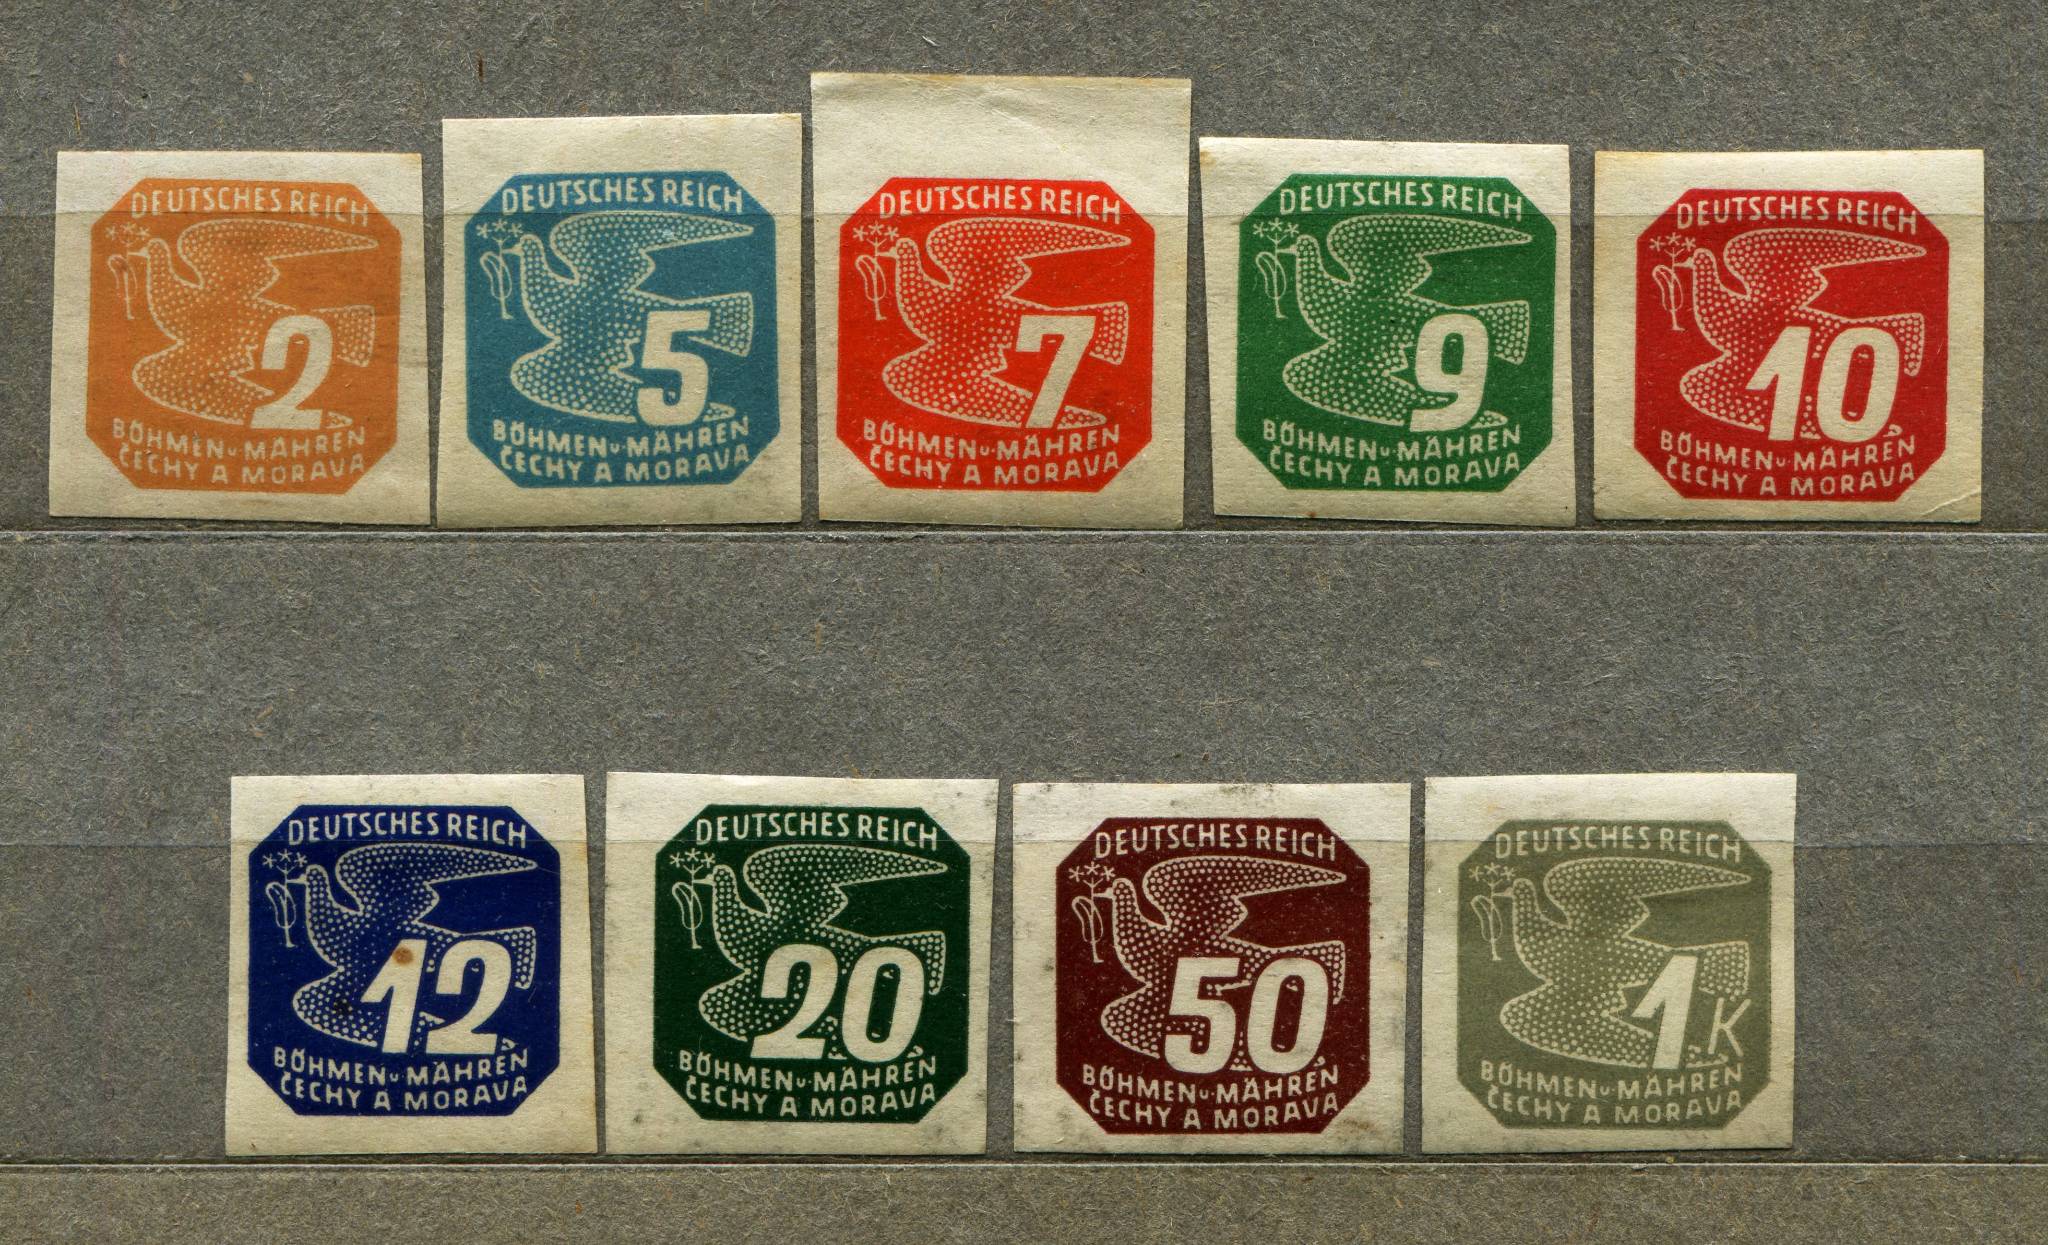 DEUTSCHES REICH
2
BÖHMEN u. MÄHREN
ČECHY A MORAVA
DEUTSCHES REICH
5
BÖHMEN u. MÄHREN
ČECHY A MORAVA
DEUTSCHES REICH
7
BÖHMEN u. MÄHREN
ČECHY A MORAVA
DEUTSCHES REICH
9
BÖHMEN u. MÄHREN
ČECHY A MORAVA
DEUTSCHES REICH
10
BÖHMEN u. MÄHREN
ČECHY A MORAVA
DEUTSCHES REICH
12
BÖHMEN u. MÄHREN
ČECHY A MORAVA
DEUTSCHES REICH
20
BÖHMEN u. MÄHREN
ČECHY A MORAVA
DEUTSCHES REICH
50
BÖHMEN u. MÄHREN
ČECHY A MORAVA
DEUTSCHES REICH
1 K
BÖHMEN u. MÄHREN
ČECHY A MORAVA